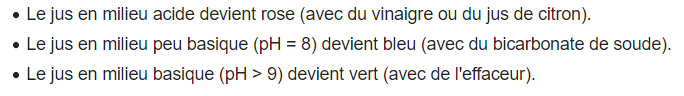 • Le jus en milieu acide devient rose (avec du vinaigre ou du jus de citron).
• Le jus en milieu peu basique (pH = 8) devient bleu (avec du bicarbonate de soude).
• Le jus en milieu basique (pH > 9) devient vert (avec de l'effaceur).